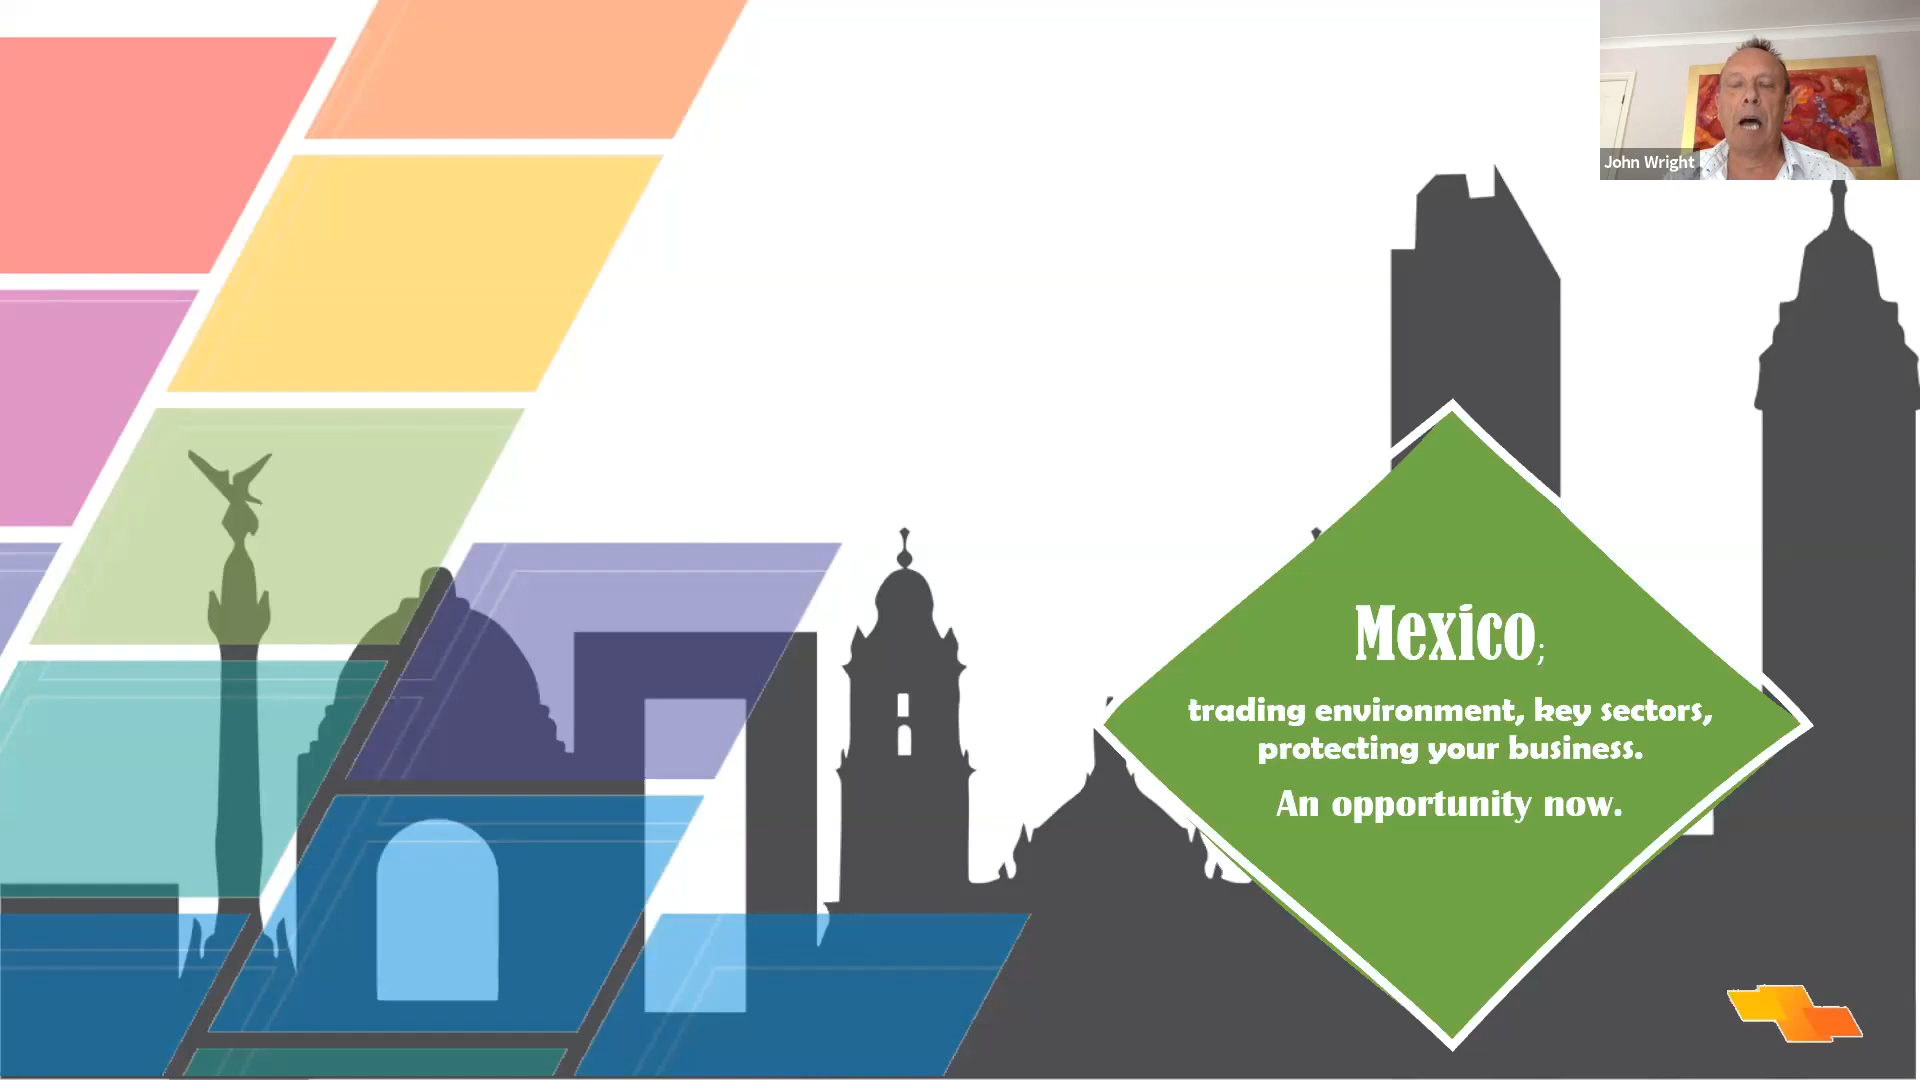 John Wright
Mexico;
trading environment, key sectors,
protecting your business.
An opportunity now.